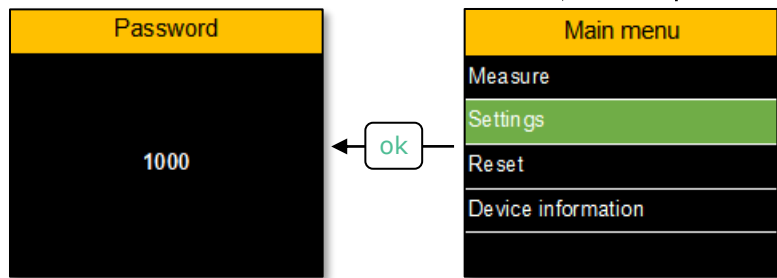 Password
1000
ok
Main menu
Measure
Settings
Reset
Device information